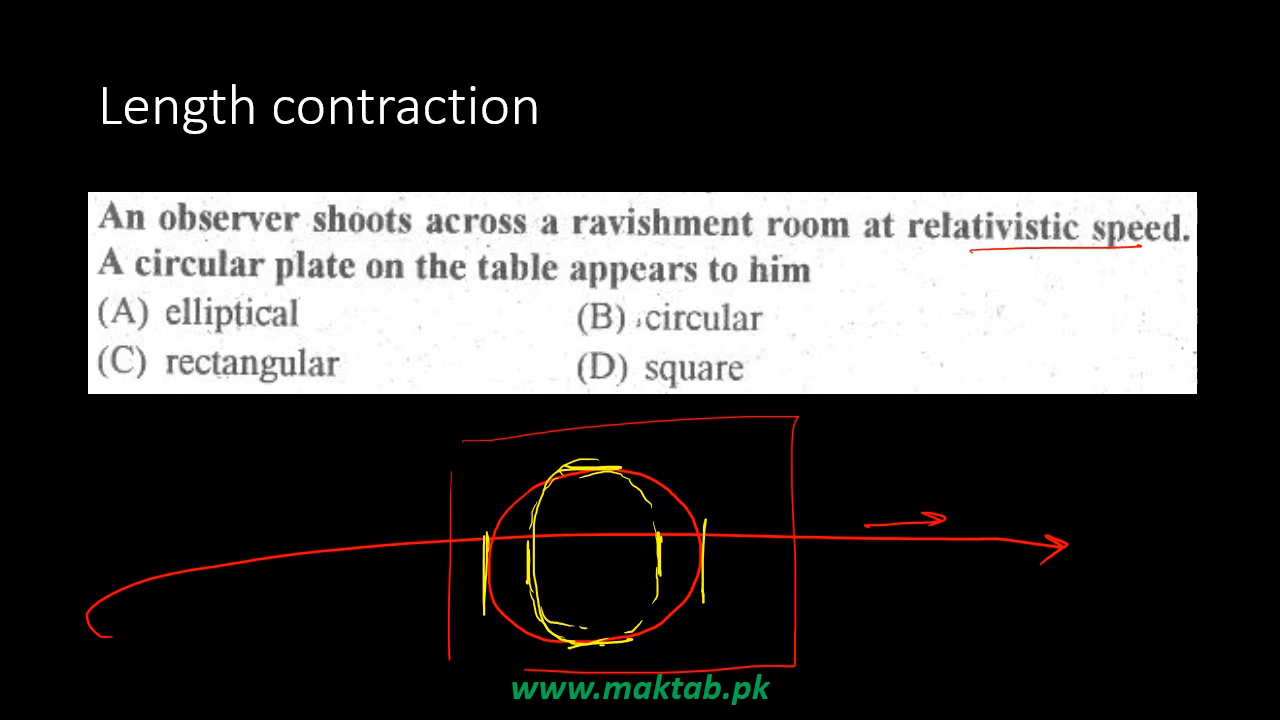 Length contraction
An observer shoots across a ravishment room at relativistic speed.
A circular plate on the table appears to him
(A) elliptical (B) circular
(C) rectangular (D) square
www.maktab.pk